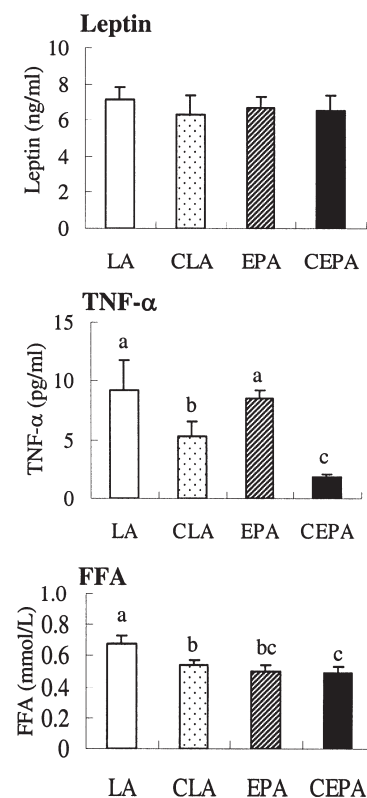 Leptin
Leptin (ng/ml)
10
8
6
4
2
0
LA CLA EPA CEPA
TNF-α
TNF-α (pg/ml)
15
10
5
0
a
b
a
c
LA CLA EPA CEPA
FFA
FFA (mmol/L)
1.0
0.8
0.6
0.4
0.2
0
a
b
bc
c
LA CLA EPA CEPA